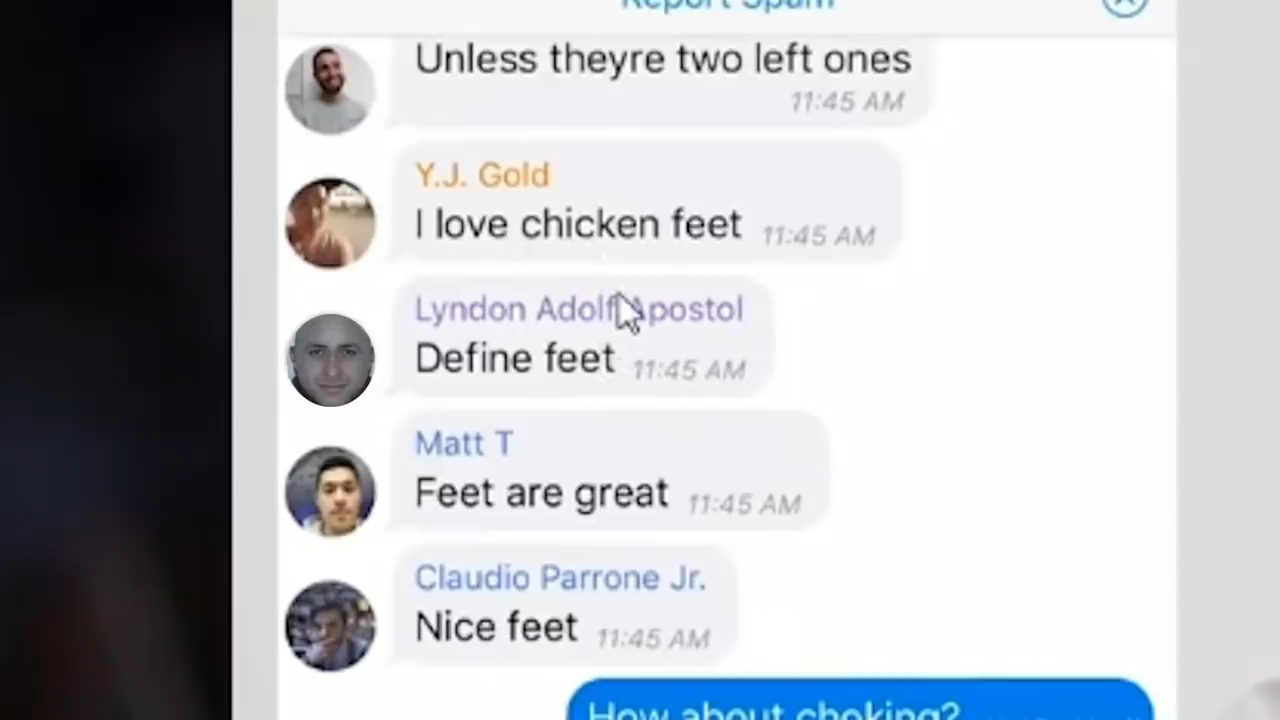 Report Spam
Unless theyre two left ones
11:45 AM
Y.J. Gold
I love chicken feet 11:45 AM
Lyndon Adolf Apostol
Define feet 11:45 AM
Matt T
Feet are great 11:45 AM
Claudio Parrone Jr.
Nice feet 11:45 AM
How about choking?